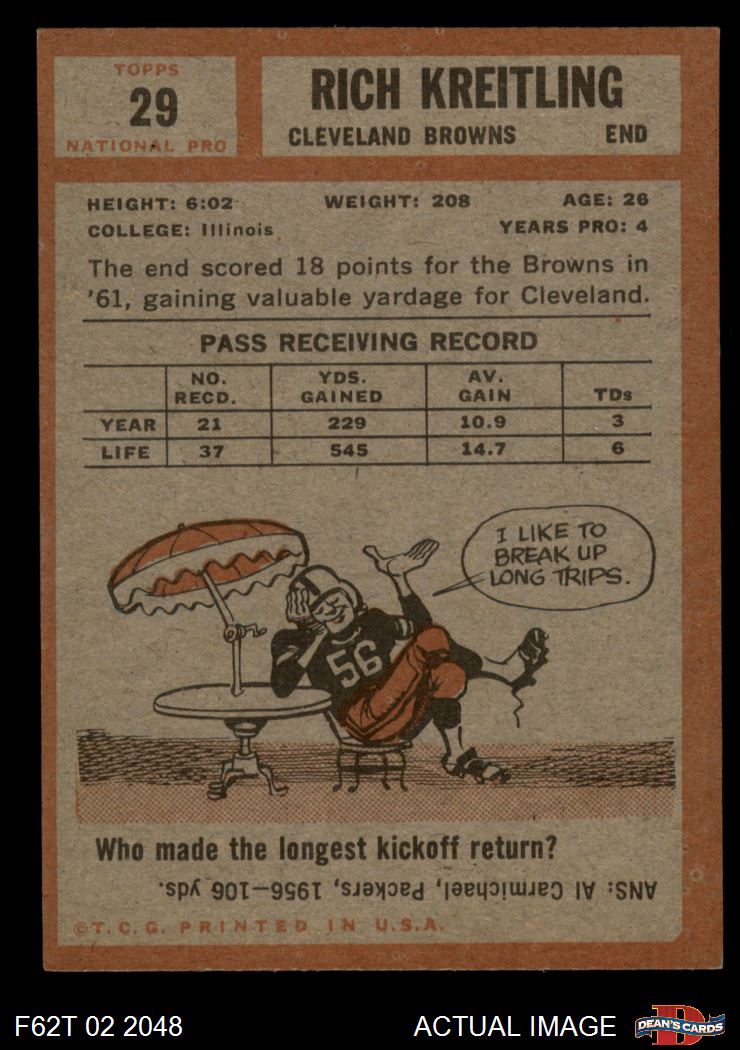 TOPPS
29
NATIONAL PRO
RICH KREITLING
CLEVELAND BROWNS END
HEIGHT: 6:02 WEIGHT: 208 AGE: 26
COLLEGE: Illinois YEARS PRO: 4
The end scored 18 points for the Browns in
'61, gaining valuable yardage for Cleveland.
PASS RECEIVING RECORD
NO. RECD. YDS. GAINED AV. GAIN TDs
YEAR 21 229 10.9 3
LIFE 37 545 14.7 6
I LIKE TO
BREAK UP
LONG TRIPS.
56
Who made the longest kickoff return?
ANS: Al Carmichael, Packers, 1956—106 yds.
©T.C.G. PRINTED IN U.S.A.
F62T 02 2048 ACTUAL IMAGE
DEAN'S CARDS